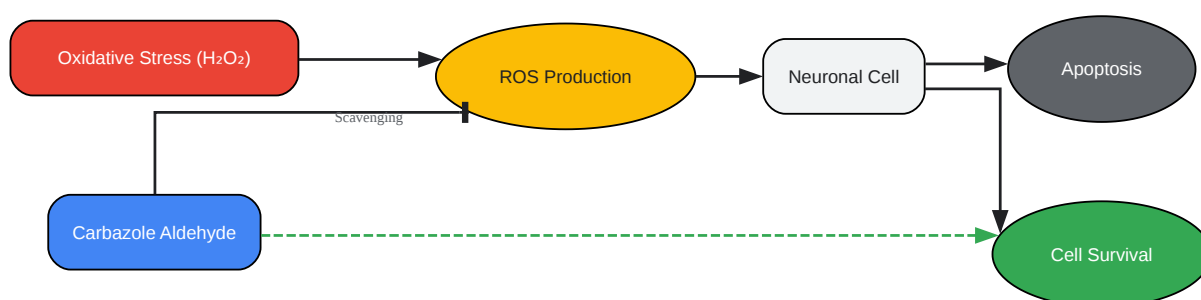 Oxidative Stress (H₂O₂)
ROS Production
Neuronal Cell
Apoptosis
Scavenging
Carbazole Aldehyde
Cell Survival